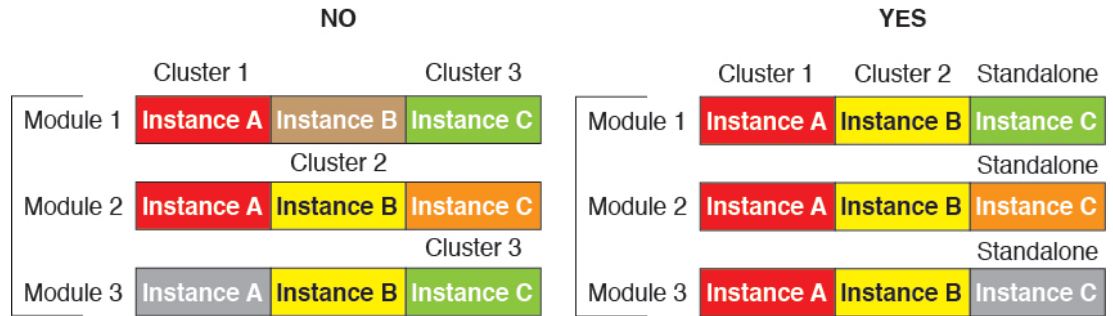 NO
Cluster 1 Cluster 3
Module 1 Instance A Instance B Instance C
Cluster 2
Module 2 Instance A Instance B Instance C
Cluster 3
Module 3 Instance A Instance B Instance C
YES
Cluster 1 Cluster 2 Standalone
Module 1 Instance A Instance B Instance C
Standalone
Module 2 Instance A Instance B Instance C
Standalone
Module 3 Instance A Instance B Instance C